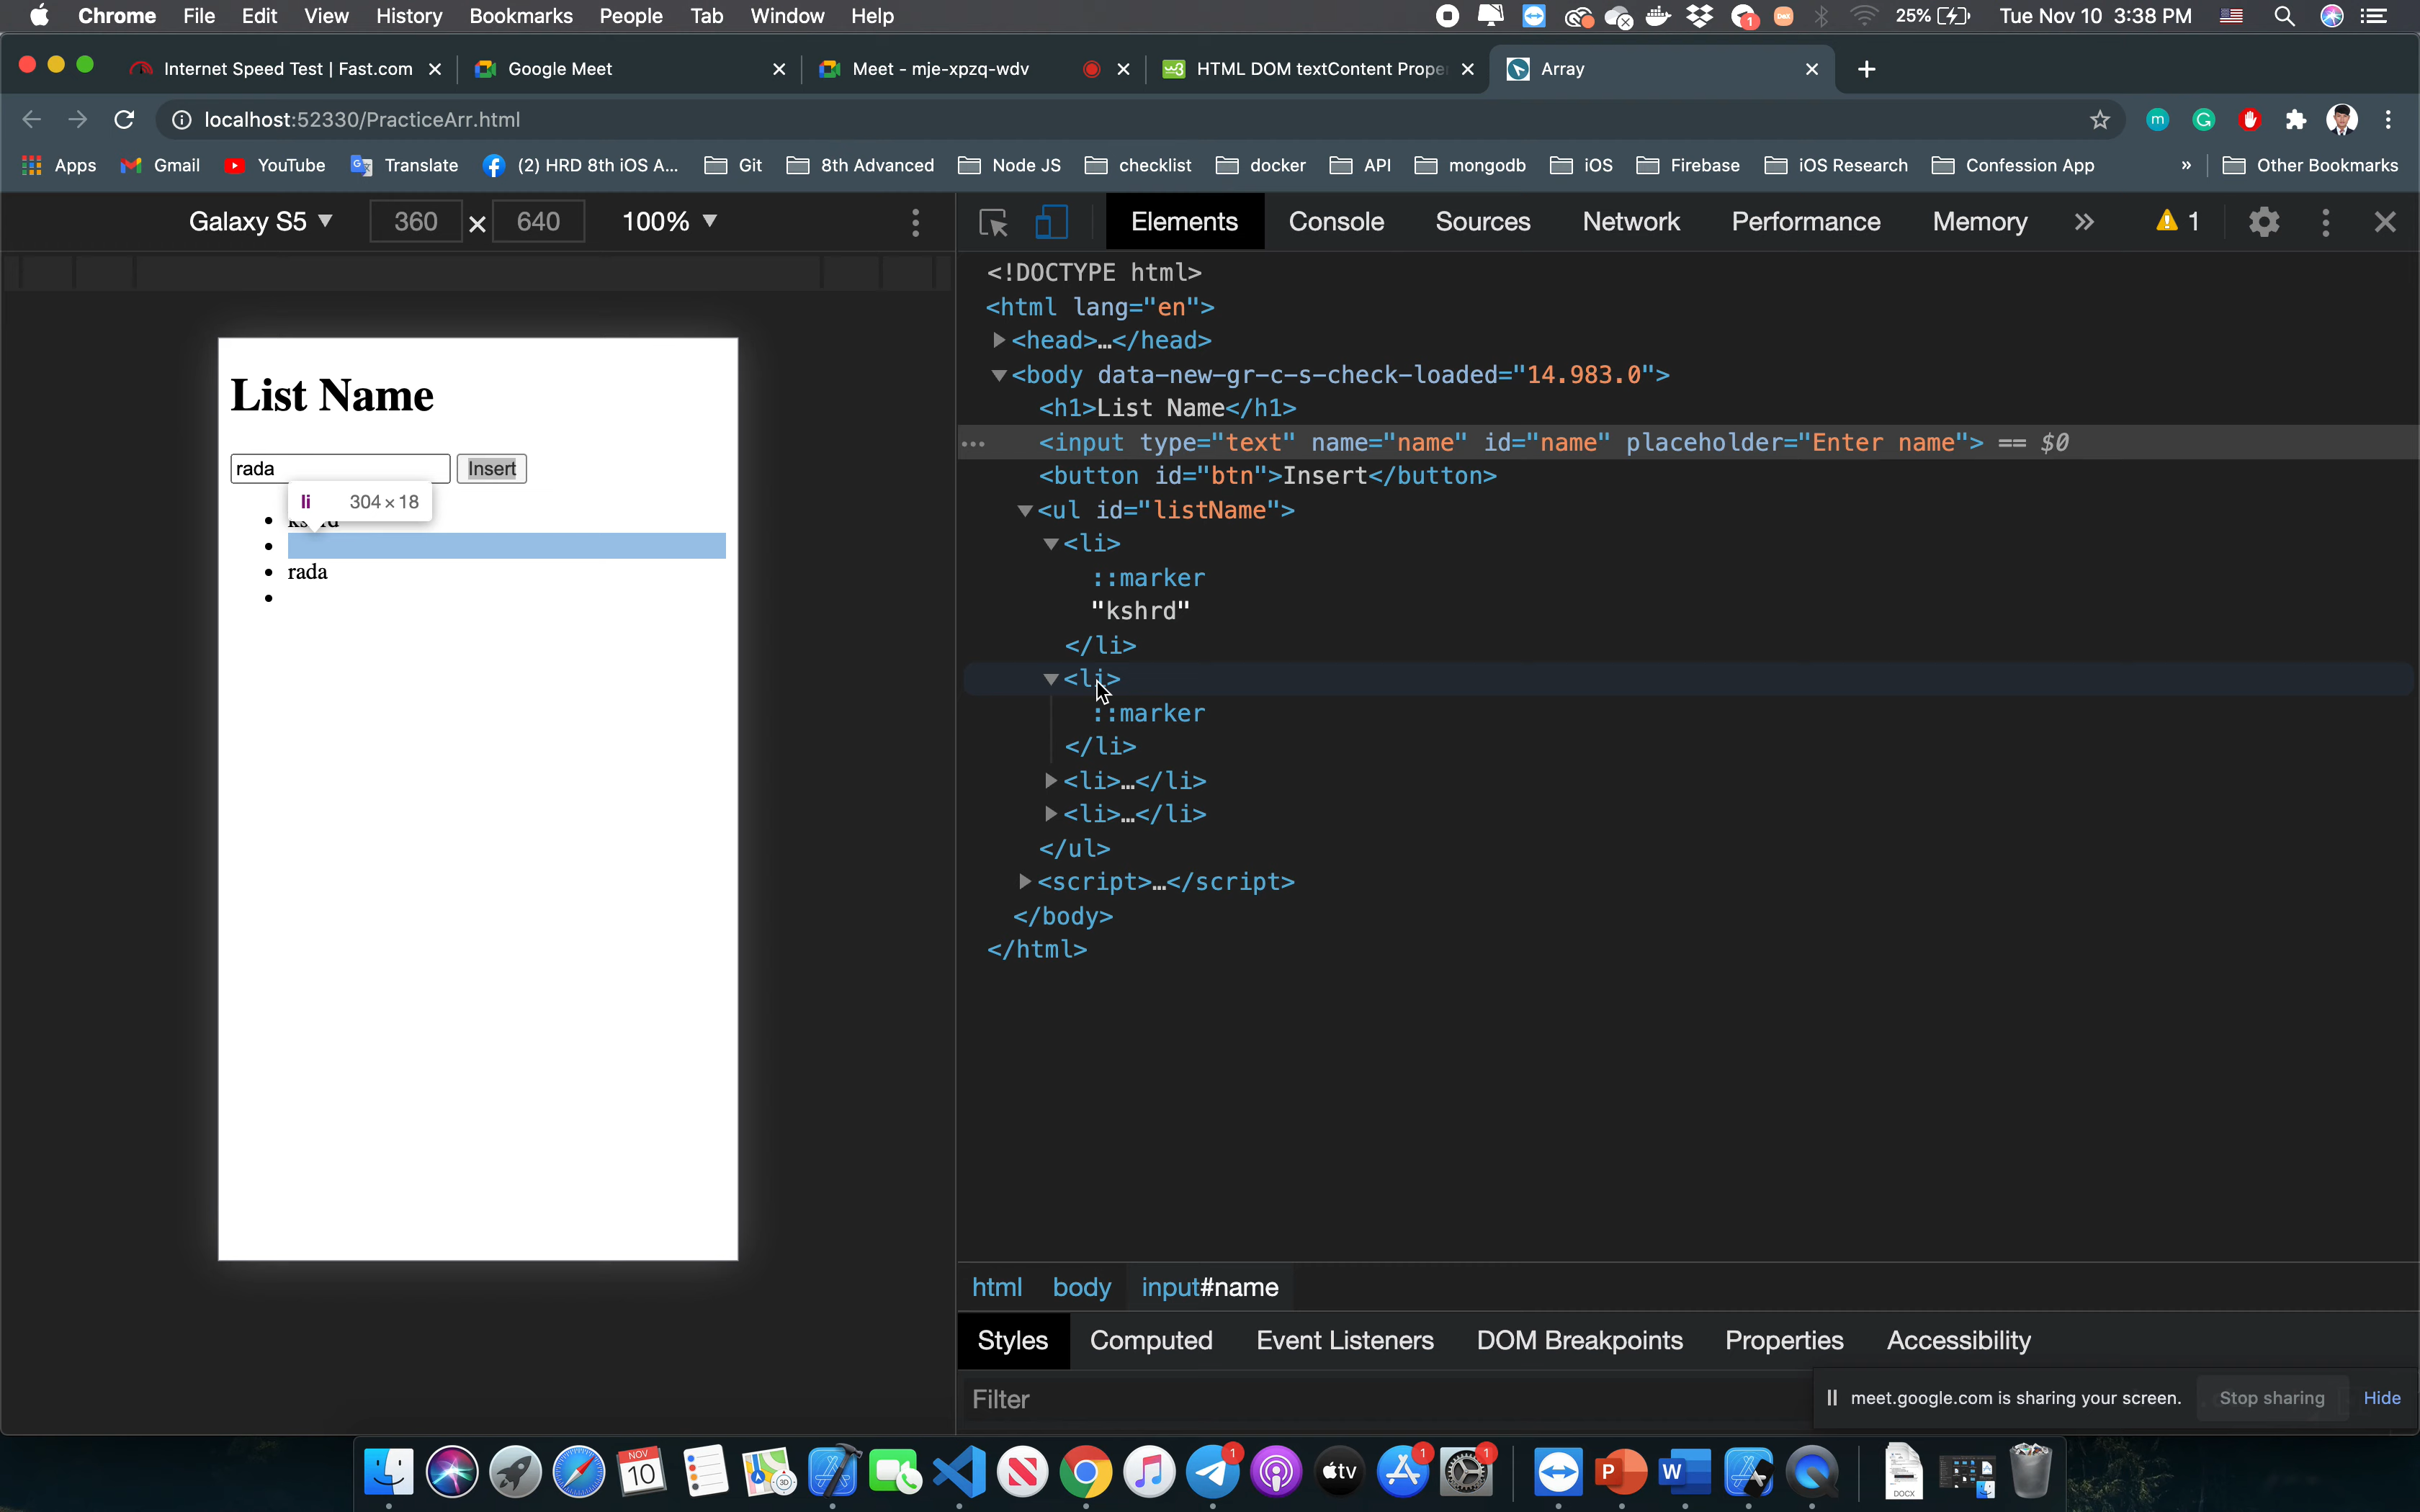 Chrome File Edit View History Bookmarks People Tab Window Help 25% Tue Nov 10 3:38 PM
Internet Speed Test | Fast.com Google Meet Meet - mje-xpzq-wdv HTML DOM textContent Prope Array
localhost:52330/PracticeArr.html
Apps Gmail YouTube Translate (2) HRD 8th iOS A... Git 8th Advanced Node JS checklist docker API mongodb iOS Firebase iOS Research Confession App » Other Bookmarks
Galaxy S5 360 × 640 100%
Elements Console Sources Network Performance Memory » 1
List Name
rada Insert
li 304 × 18
rada
<!DOCTYPE html>
<html lang="en">
<head>…</head>
<body data-new-gr-c-s-check-loaded="14.983.0">
<h1>List Name</h1>
... <input type="text" name="name" id="name" placeholder="Enter name"> == $0
<button id="btn">Insert</button>
<ul id="listName">
<li>
::marker
"kshrd"
</li>
<li>
::marker
</li>
<li>…</li>
<li>…</li>
</ul>
<script>…</script>
</body>
</html>
html body input#name
Styles Computed Event Listeners DOM Breakpoints Properties Accessibility
Filter
meet.google.com is sharing your screen. Stop sharing Hide
NOV 10 3D 1 tv 1 1 P W DOCX